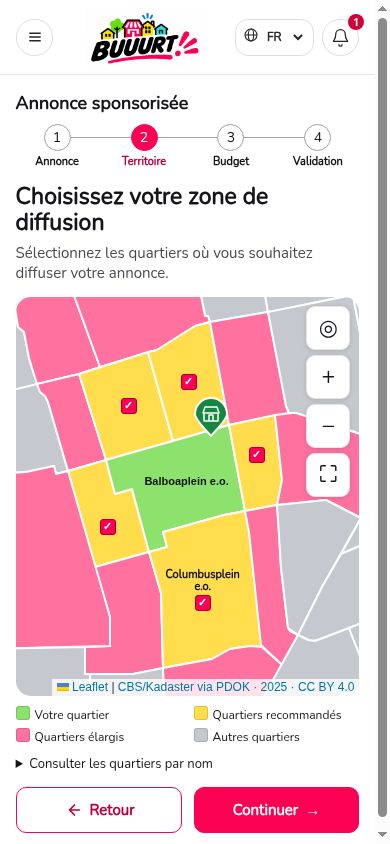 BUUURT!
FR
1
Annonce sponsorisée
1
2
3
4
Annonce
Territoire
Budget
Validation
Choisissez votre zone de
diffusion
Sélectionnez les quartiers où vous souhaitez
diffuser votre annonce.
Balboaplein e.o.
Columbusplein
e.o.
Leaflet | CBS/Kadaster via PDOK · 2025 · CC BY 4.0
Votre quartier
Quartiers recommandés
Quartiers élargis
Autres quartiers
Consulter les quartiers par nom
← Retour
Continuer →